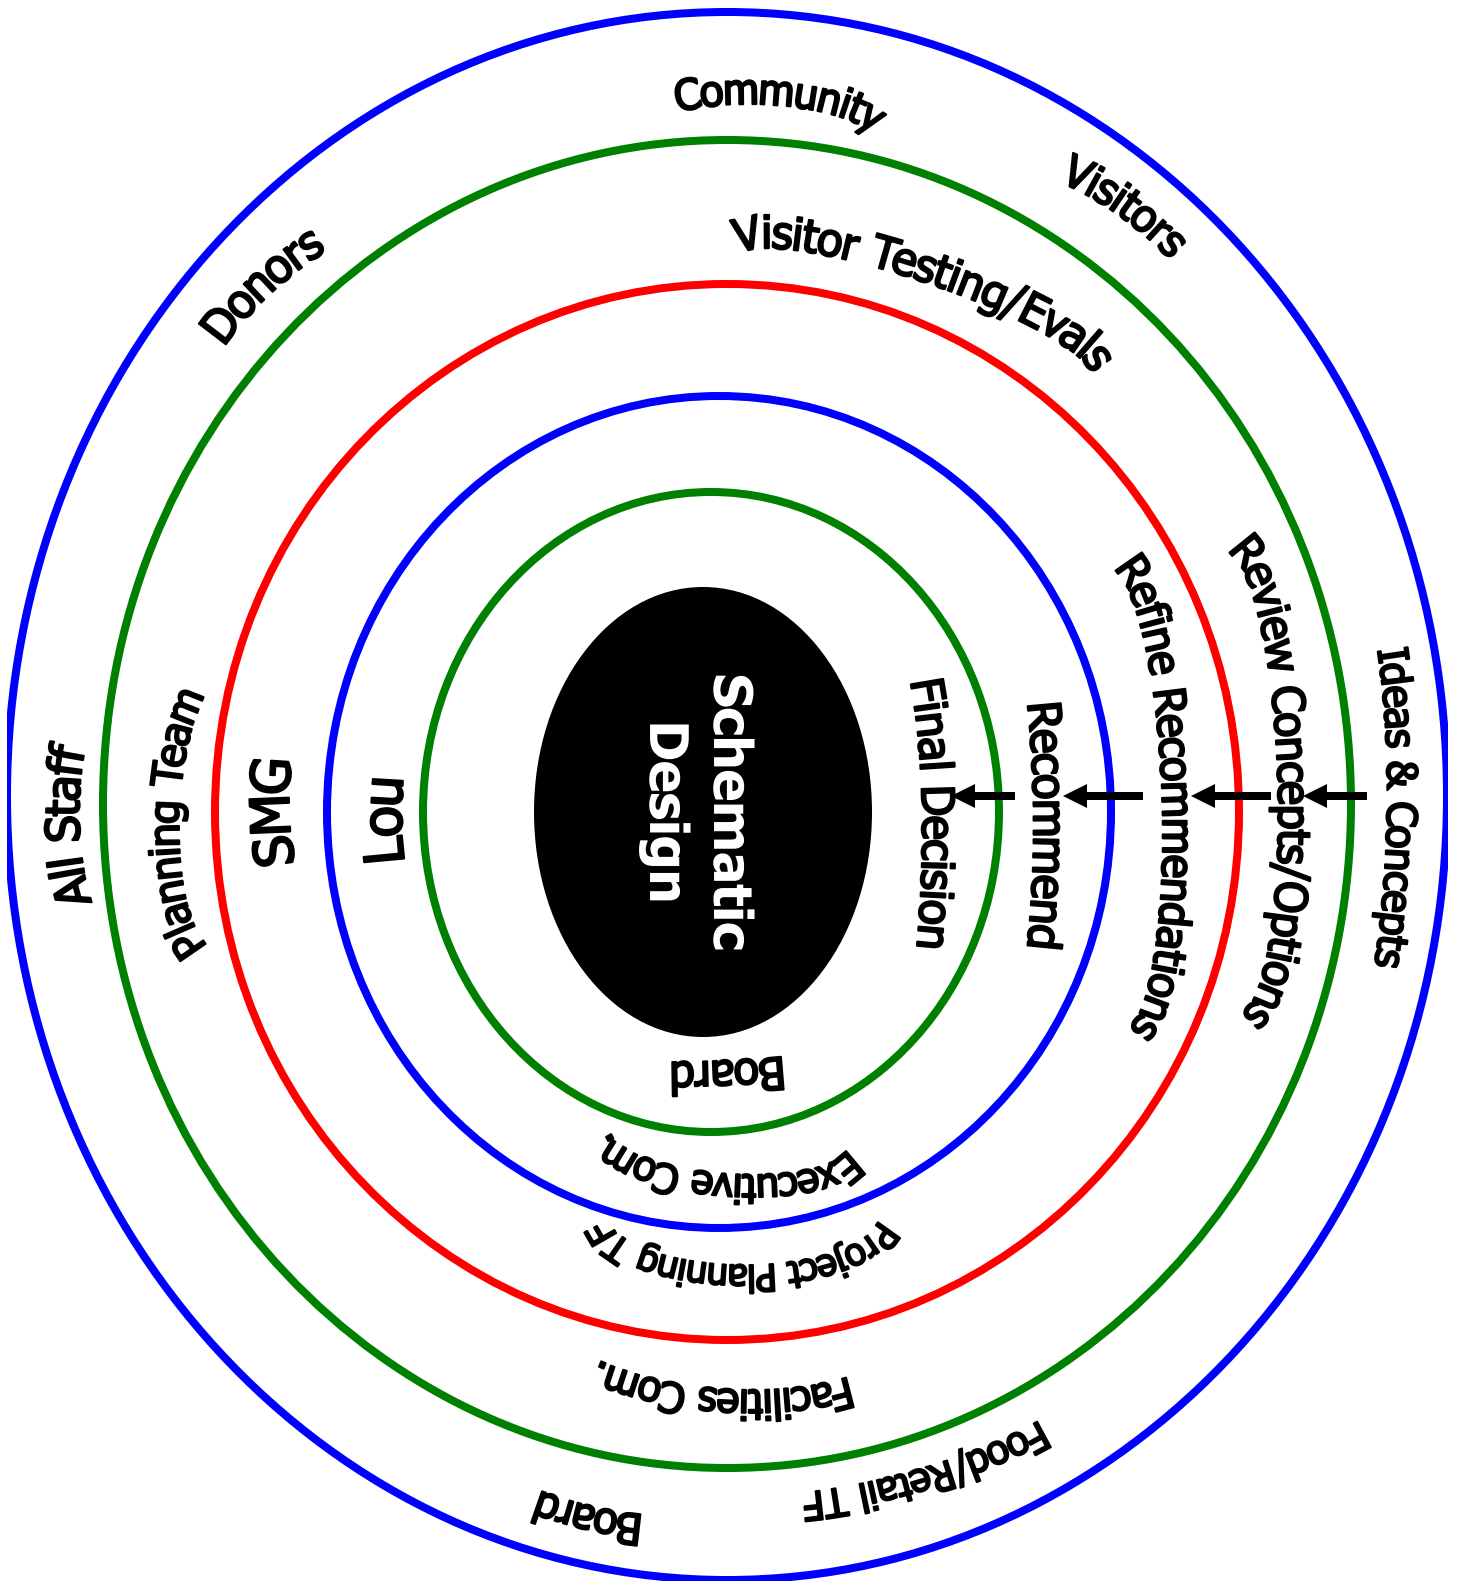 Community
Visitors
Donors
Visitor Testing/Evals
Ideas & Concepts
Review Concepts/Options
Refine Recommendations
Recommend
Final Decision
Schematic
Design
All Staff
Planning Team
SMG
Lou
Board
Executive Com.
Project Planning TF
Facilities Com.
Food/Retail TF
Board